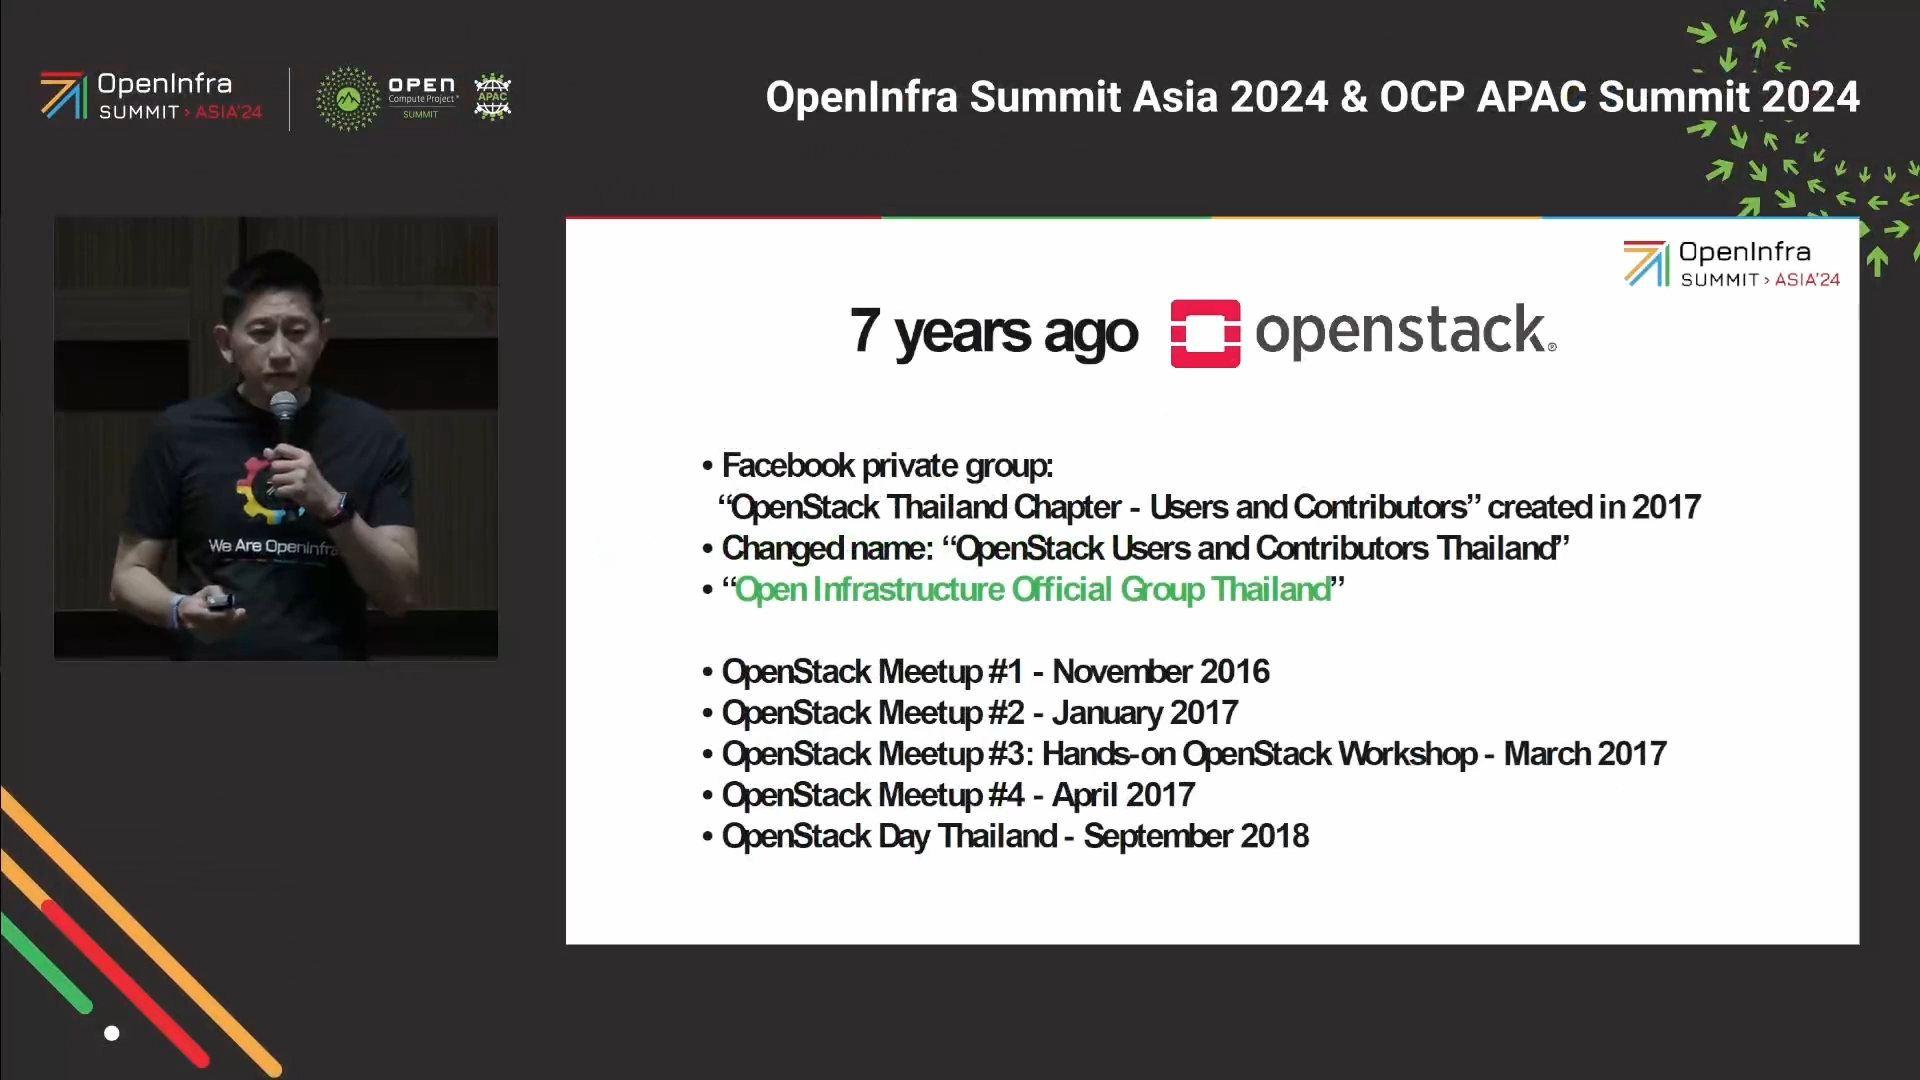 OpenInfra
SUMMIT > ASIA'24
OPEN
Compute Project®
SUMMIT
APAC
OpenInfra Summit Asia 2024 & OCP APAC Summit 2024
We Are OpenInfra
OpenInfra
SUMMIT > ASIA'24
7 years ago openstack®
• Facebook private group:
“OpenStack Thailand Chapter - Users and Contributors” created in 2017
• Changed name: “OpenStack Users and Contributors Thailand”
• “Open Infrastructure Official Group Thailand”
• OpenStack Meetup #1 - November 2016
• OpenStack Meetup #2 - January 2017
• OpenStack Meetup #3: Hands-on OpenStack Workshop - March 2017
• OpenStack Meetup #4 - April 2017
• OpenStack Day Thailand - September 2018